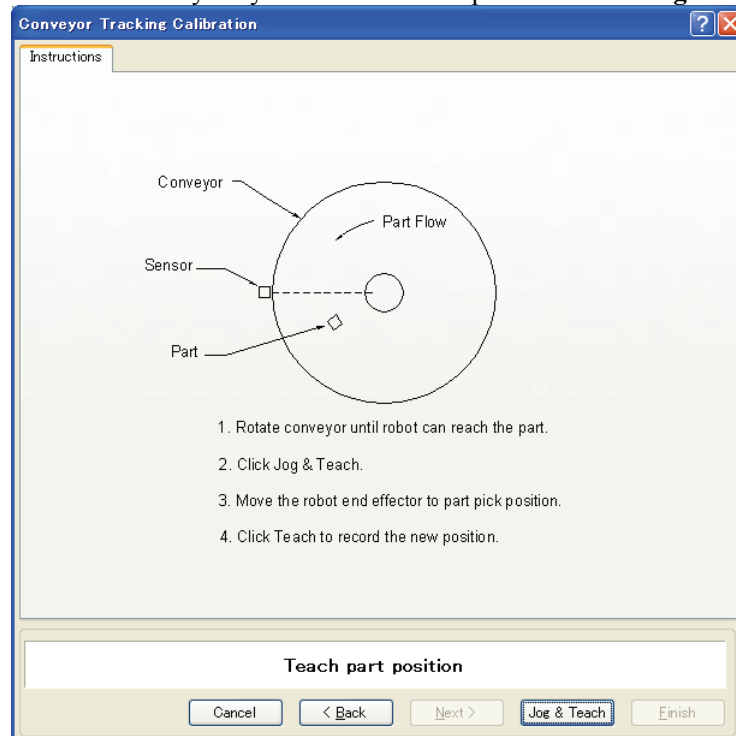 Conveyor Tracking Calibration
Instructions
Conveyor
Part Flow
Sensor
Part
1. Rotate conveyor until robot can reach the part.
2. Click Jog & Teach.
3. Move the robot end effector to part pick position.
4. Click Teach to record the new position.
Teach part position
Cancel < Back Next > Jog & Teach Finish